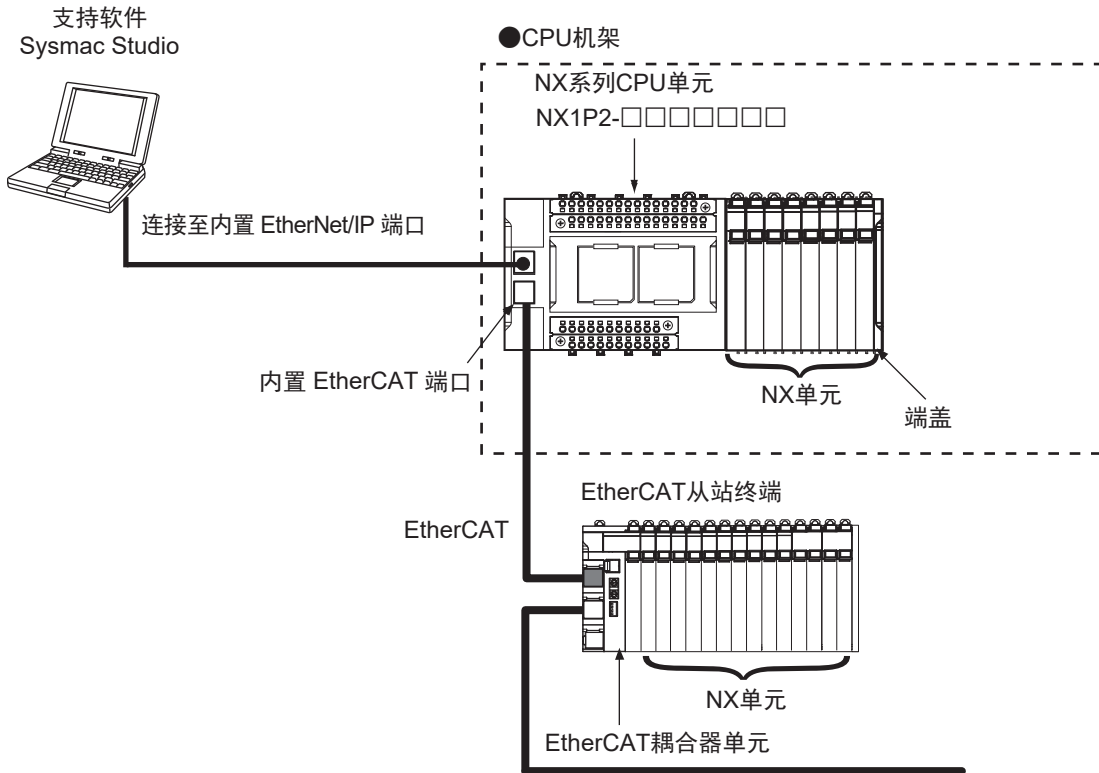 支持软件
Sysmac Studio
●CPU机架
NX系列CPU单元
NX1P2-□□□□□□□
连接至内置 EtherNet/IP 端口
内置 EtherCAT 端口
NX单元
端盖
EtherCAT从站终端
EtherCAT
NX单元
EtherCAT耦合器单元